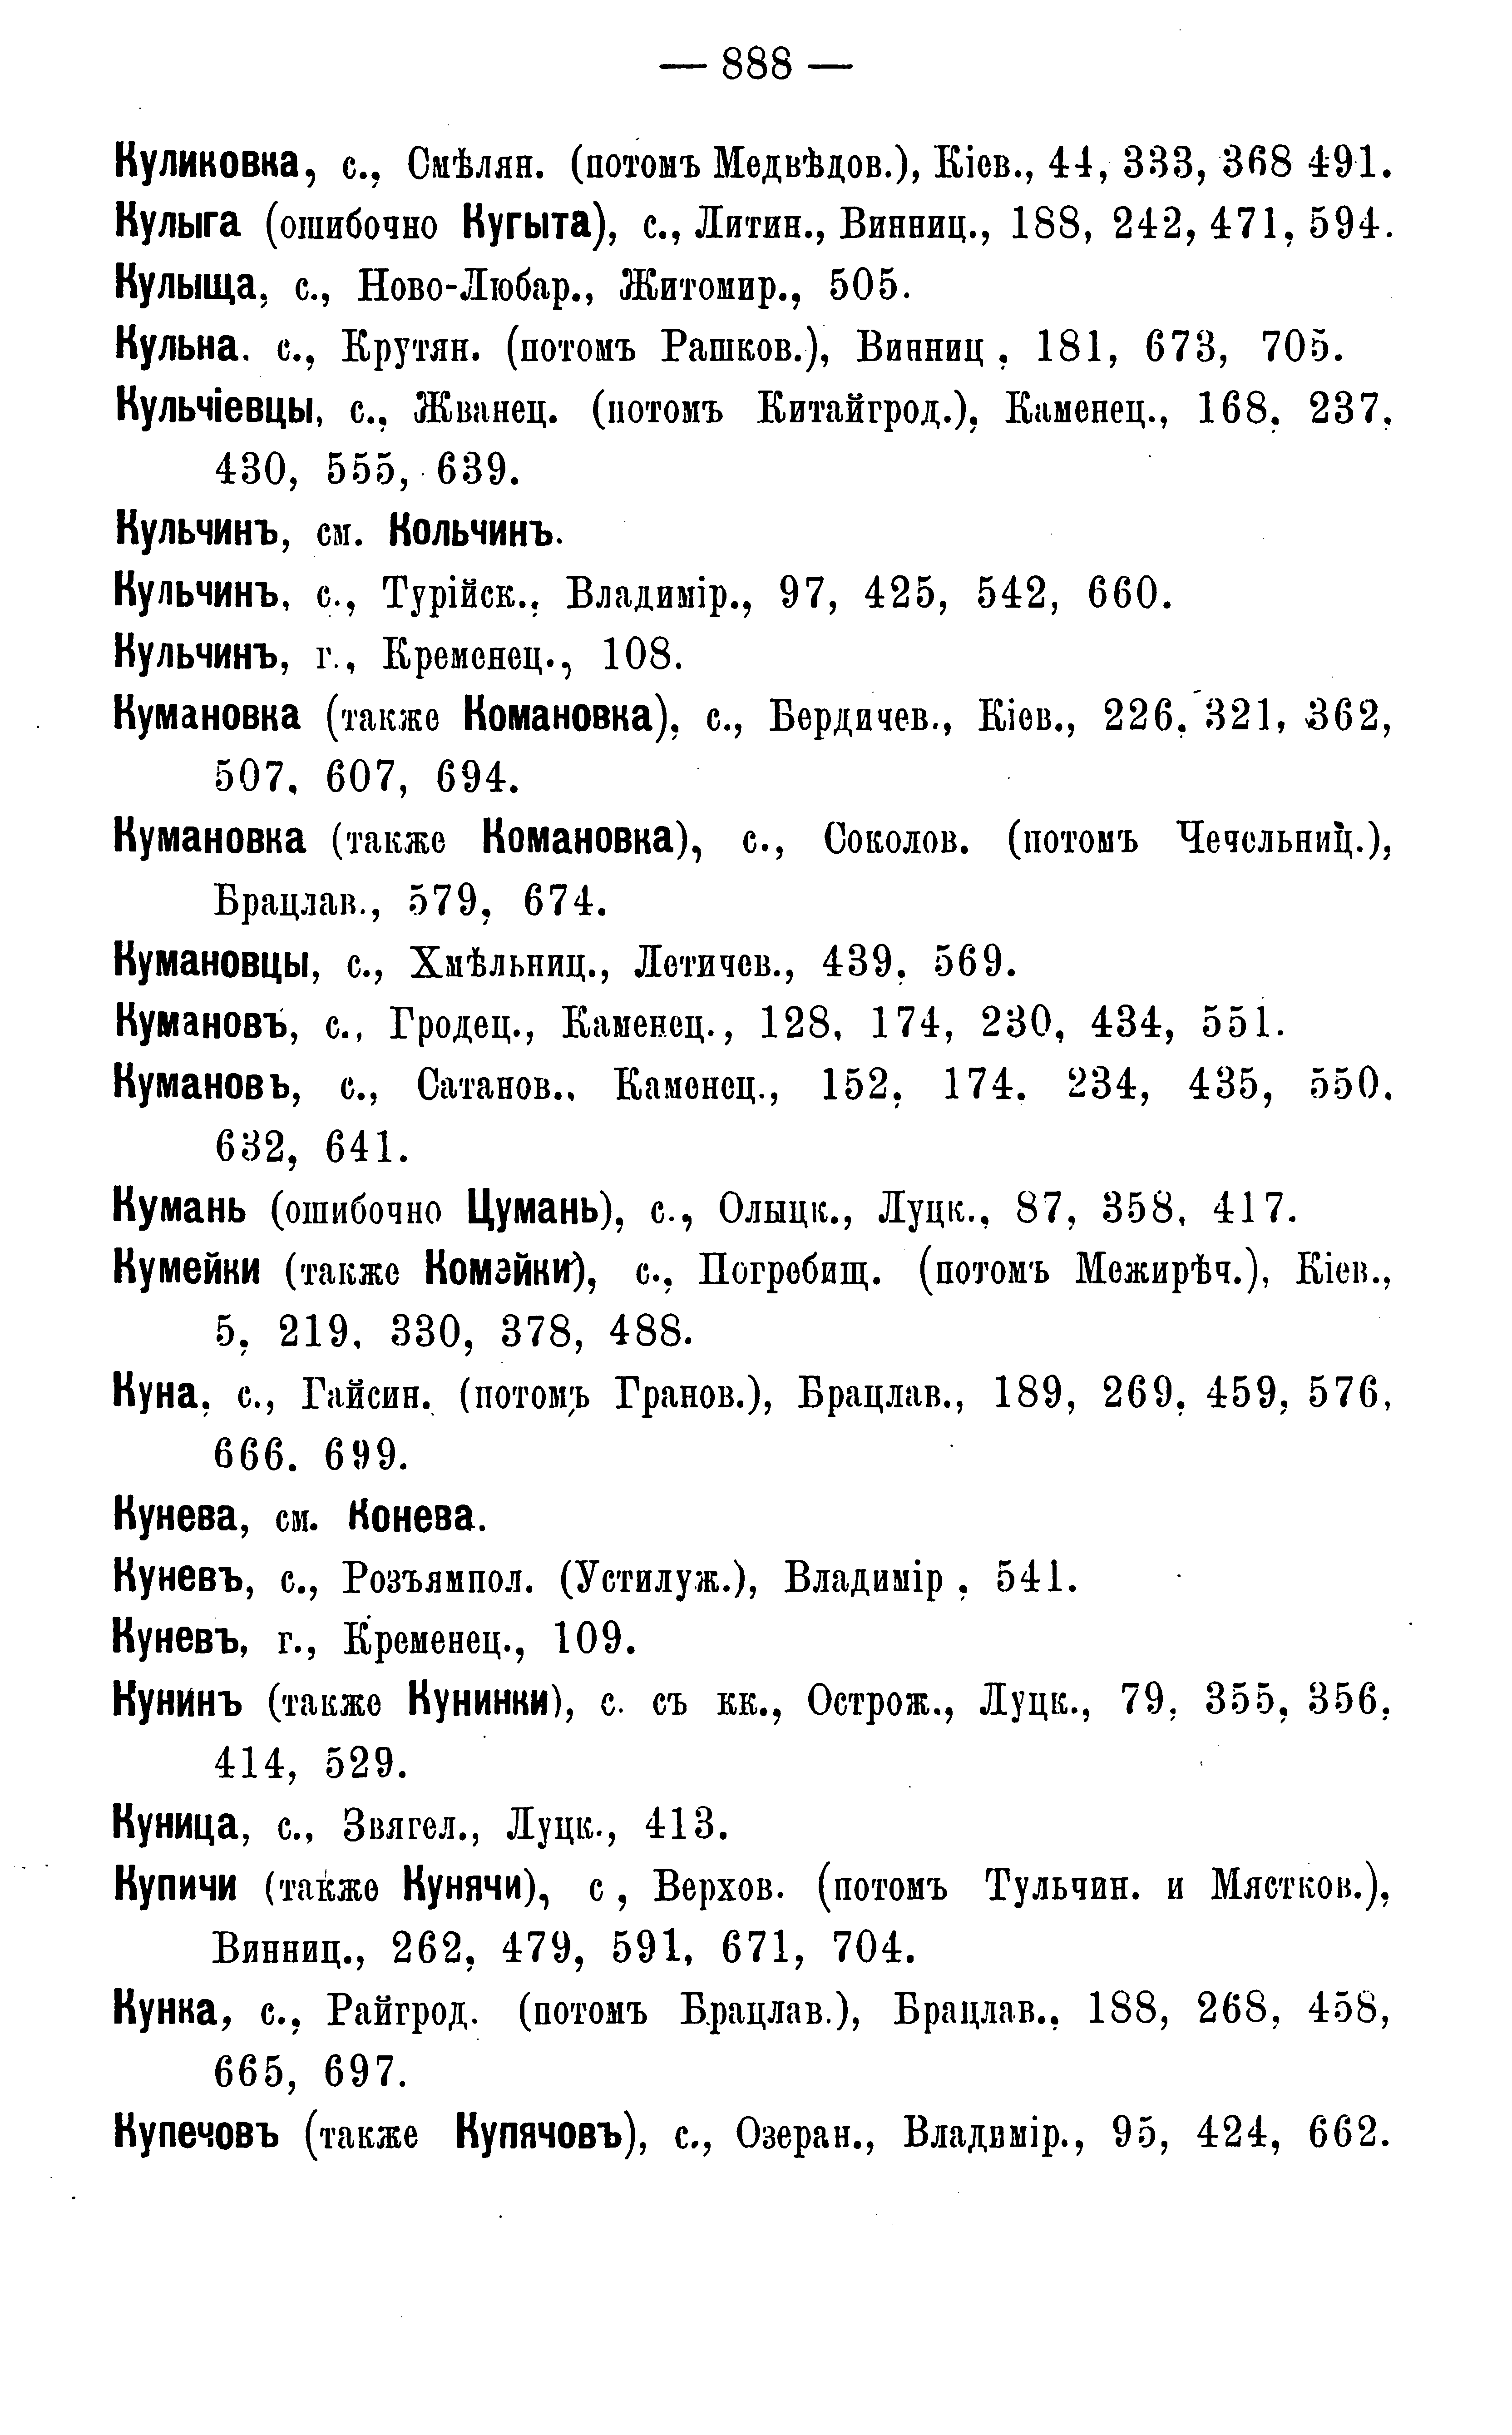 — 888 —
Куликовка, с., Смѣлян. (потомъ Медвѣдов.), Кіев., 44, 333, 368 491.
Кулыга (ошибочно Кугыта), с., Литин., Винниц., 188, 242, 471, 594.
Кулыща, с., Ново-Любар., Житомир., 505.
Кульна. с., Крутян. (потомъ Рашков.), Винниц , 181, 673, 705.
Кульчіевцы, с., Жванец. (потомъ Китайгрод.), Каменец., 168, 237,
430, 555, 639.
Кульчинъ, см. Кольчинъ.
Кульчинъ, с., Турійск., Владимір., 97, 425, 542, 660.
Кульчинъ, г., Кременец., 108.
Кумановка (также Комановка), с., Бердичев., Кіев., 226, 321, 362,
507, 607, 694.
Кумановка (также Комановка), с., Соколов. (потомъ Чечельниц.),
Брацлав., 579, 674.
Кумановцы, с., Хмѣльниц., Летичев., 439, 569.
Кумановъ, с., Гродец., Каменец., 128, 174, 230, 434, 551.
Кумановъ, с., Сатанов., Каменец., 152, 174. 234, 435, 550,
632, 641.
Кумань (ошибочно Цумань), с., Олыцк., Луцк., 87, 358, 417.
Кумейки (также Комэйки), с., Погребищ. (потомъ Межирѣч.), Кіев.,
5, 219, 330, 378, 488.
Куна, с., Гайсин. (потомъ Гранов.), Брацлав., 189, 269, 459, 576,
666. 699.
Кунева, см. Конева.
Куневъ, с., Розъямпол. (Устилуж.), Владимір , 541.
Куневъ, г., Кременец., 109.
Кунинъ (также Кунинки), с. съ кк., Острож., Луцк., 79, 355, 356,
414, 529.
Куница, с., Звягел., Луцк., 413.
Купичи (также Кунячи), с , Верхов. (потомъ Тульчин. и Мястков.),
Винниц., 262, 479, 591, 671, 704.
Кунка, с., Райгрод. (потомъ Брацлав.), Брацлав., 188, 268, 458,
665, 697.
Купечовъ (также Купячовъ), с., Озеран., Владимір., 95, 424, 662.